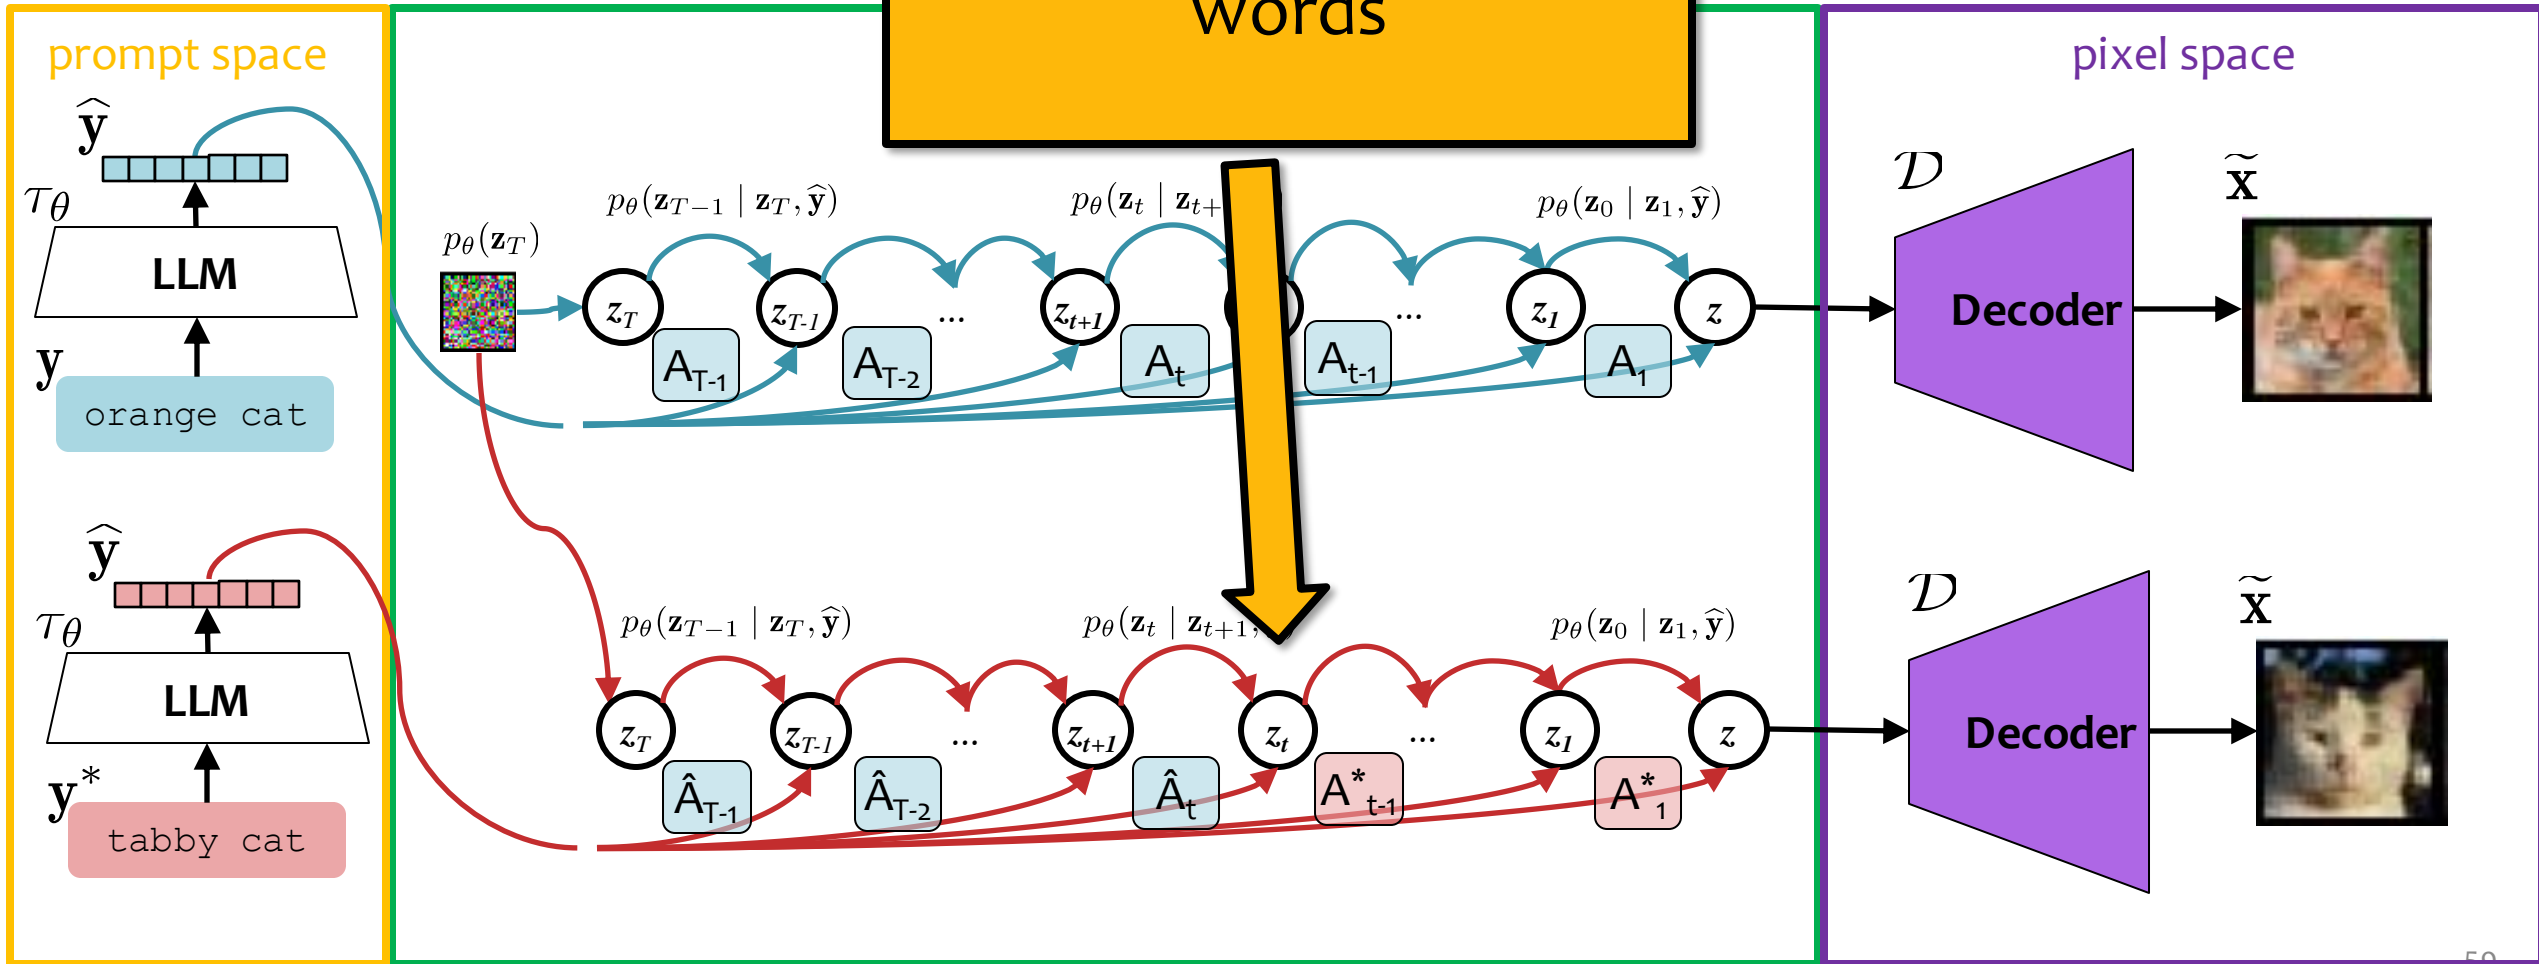 words
prompt space
pixel space
ŷ
τθ
LLM
y
orange cat
pθ(zT)
pθ(zT−1 | zT, ŷ)
pθ(zt | zt+
pθ(z0 | z1, ŷ)
zT
zT-1
...
zt+1
...
z1
z
AT-1
AT-2
At
At-1
A1
𝒟
Decoder
x̃
ŷ
τθ
LLM
y*
tabby cat
pθ(zT−1 | zT, ŷ)
pθ(zt | zt+1,
pθ(z0 | z1, ŷ)
zT
zT-1
...
zt+1
zt
...
z1
z
ÂT-1
ÂT-2
Ât
A*t-1
A*1
𝒟
Decoder
x̃